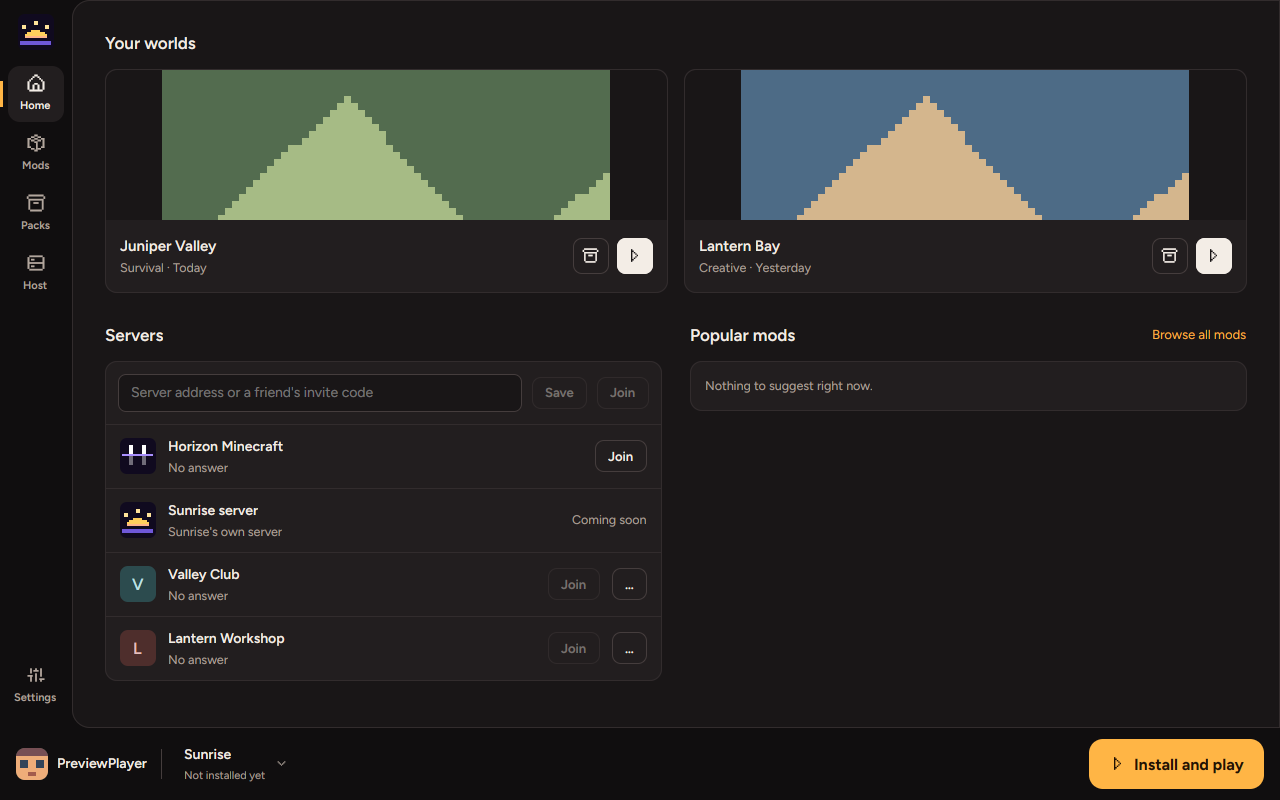 Your worlds
Home
Mods
Packs
Host
Juniper Valley
Survival · Today
Lantern Bay
Creative · Yesterday
Servers
Server address or a friend's invite code
Save
Join
Horizon Minecraft
No answer
Join
Sunrise server
Sunrise's own server
Coming soon
V
Valley Club
No answer
Join
...
L
Lantern Workshop
No answer
Join
...
Popular mods
Browse all mods
Nothing to suggest right now.
Settings
PreviewPlayer
Sunrise
Not installed yet
Install and play